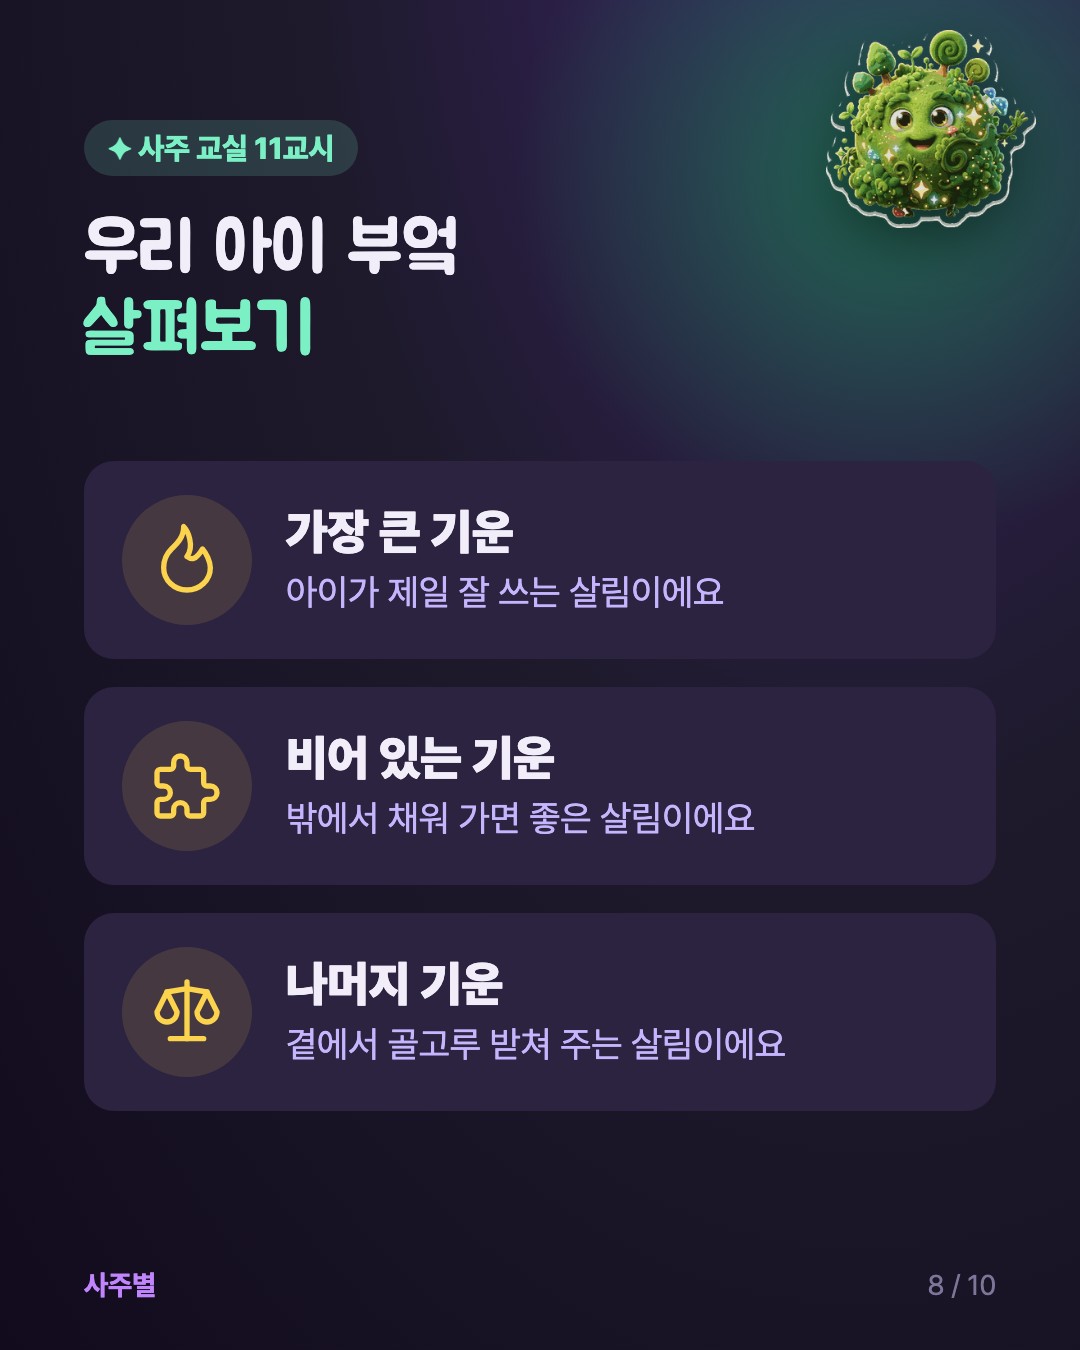 ✦ 사주 교실 11교시
우리 아이 부엌
살펴보기
가장 큰 기운
아이가 제일 잘 쓰는 살림이에요
비어 있는 기운
밖에서 채워 가면 좋은 살림이에요
나머지 기운
곁에서 골고루 받쳐 주는 살림이에요
사주별
8 / 10